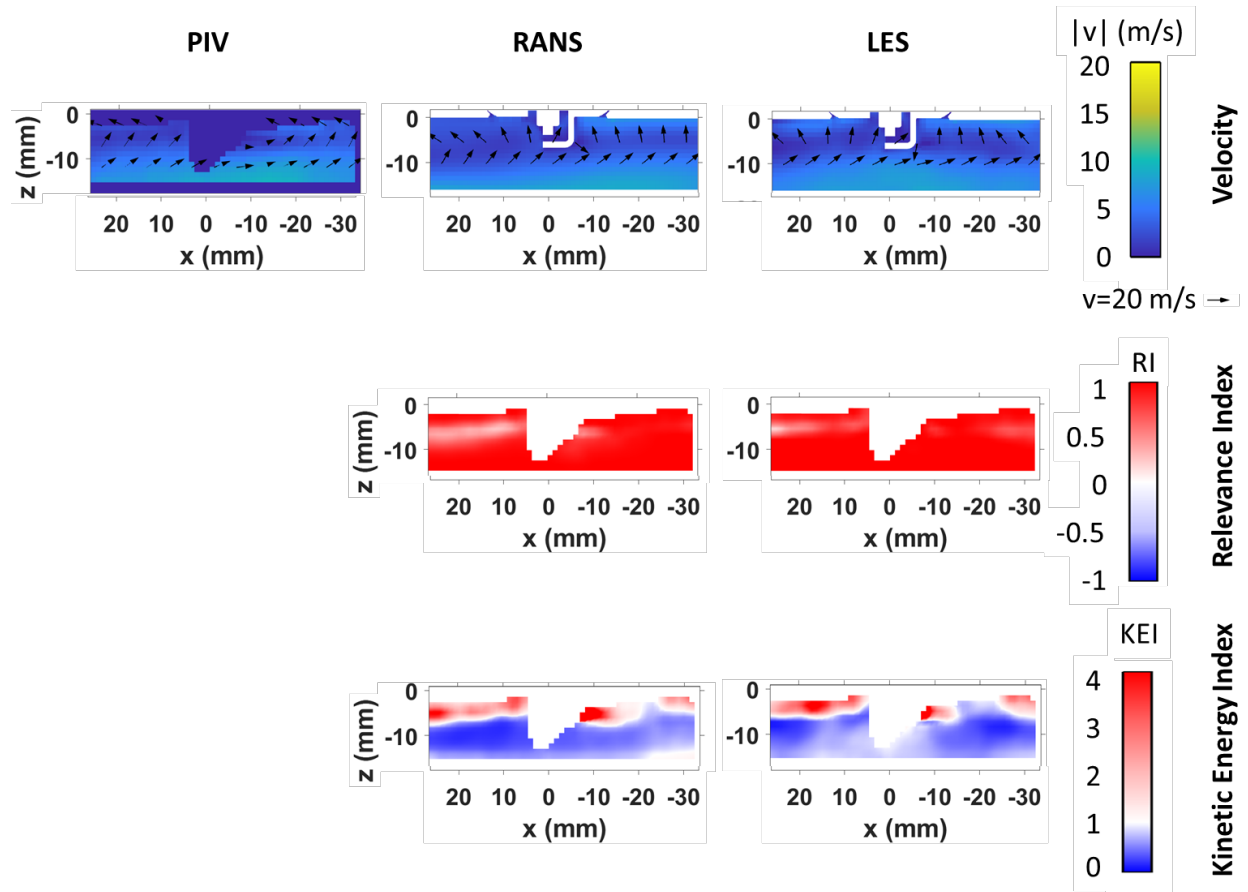 PIV
RANS
LES
|v| (m/s)
20
15
10
5
0
Velocity
v=20 m/s
z (mm)
0
-10
20 10 0 -10 -20 -30
x (mm)
0
-10
20 10 0 -10 -20 -30
x (mm)
0
-10
20 10 0 -10 -20 -30
x (mm)
RI
1
0.5
0
-0.5
-1
Relevance Index
z (mm)
0
-10
20 10 0 -10 -20 -30
x (mm)
0
-10
20 10 0 -10 -20 -30
x (mm)
KEI
4
3
2
1
0
Kinetic Energy Index
z (mm)
0
-10
20 10 0 -10 -20 -30
x (mm)
0
-10
20 10 0 -10 -20 -30
x (mm)